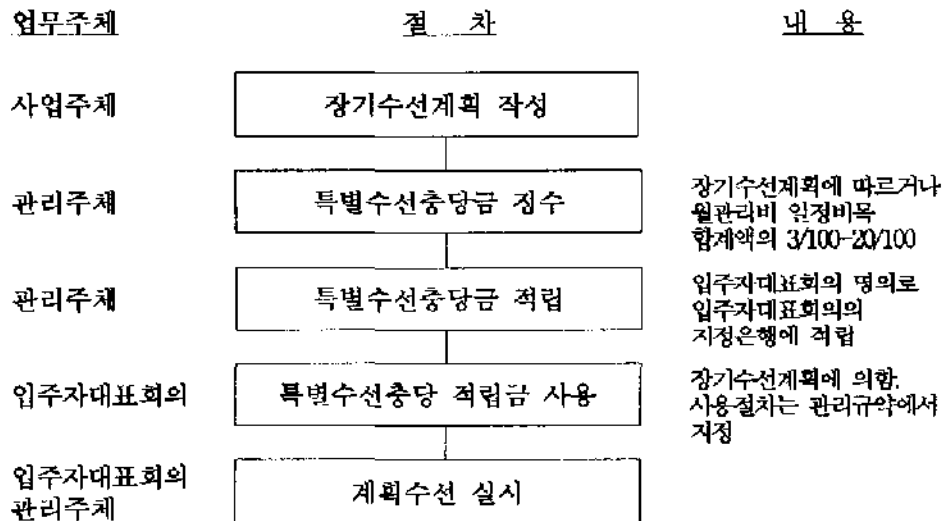 업무주체 절 차 내 용
사업주체 장기수선계획 작성
관리주체 특별수선충당금 징수
장기수선계획에 따르거나
월관리비 일정비목
합계액의 3/100-20/100
관리주체 특별수선충당금 적립
입주자대표회의 명의로
입주자대표회의의
지정은행에 적립
입주자대표회의 특별수선충당 적립금 사용
장기수선계획에 의함.
사용절차는 관리규약에서
지정
입주자대표회의
관리주체
계획수선 실시